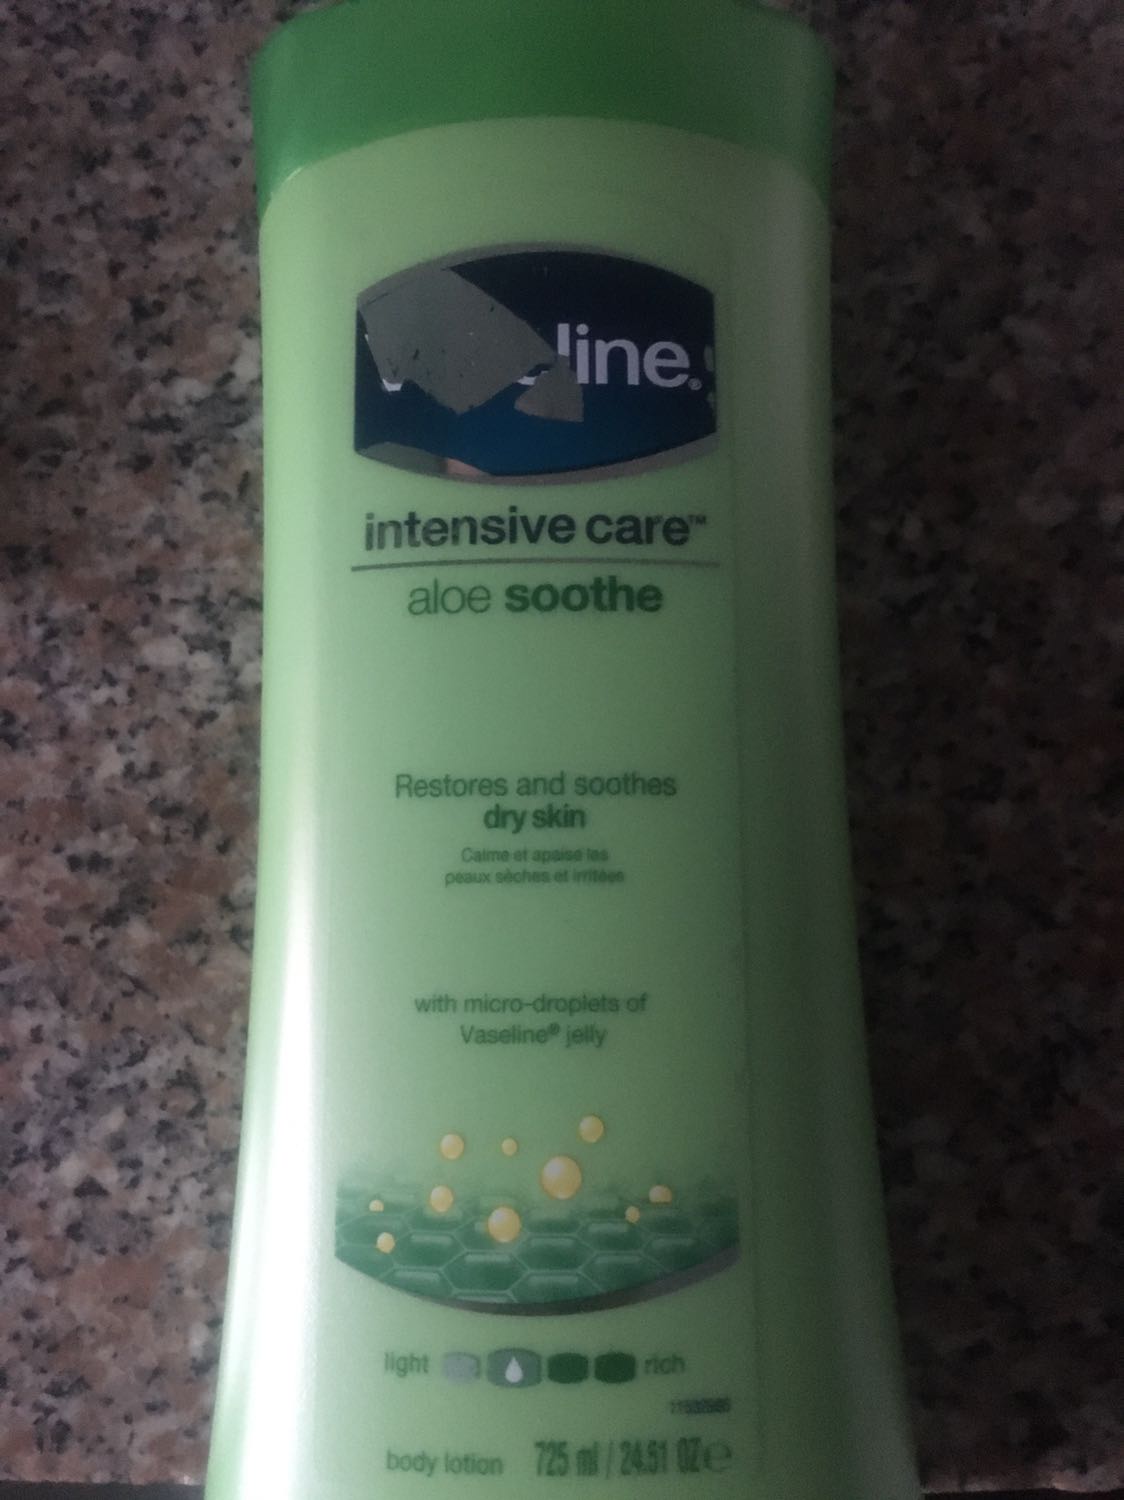 line.®
intensive care™
aloe soothe
Restores and soothes
dry skin
Calme et apaise les
peaux sèches et irritées
with micro-droplets of
Vaseline® jelly
light rich
body lotion 725 ml / 24.51 OZ ℮